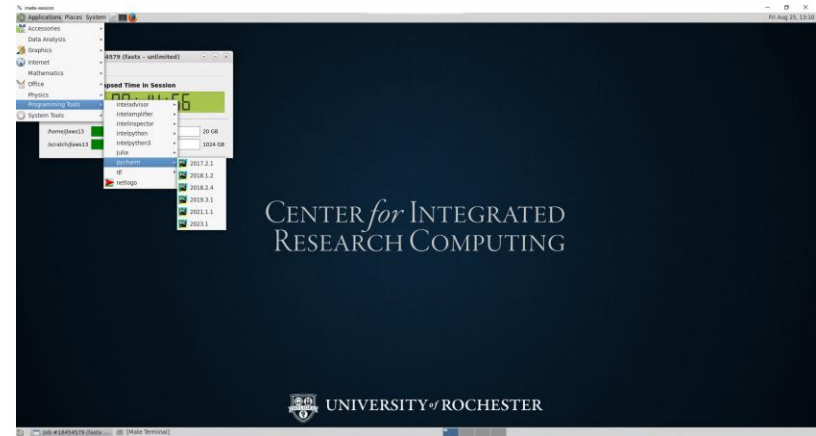 mate-session
Applications Places System
Fri Aug 25, 13:10
Accessories
Data Analysis
Graphics
Internet
Mathematics
Office
Physics
Programming Tools
System Tools
4579 (fastx - unlimited)
psed Time in Session
/home/jlaws13 20 GB
/scratch/jlaws13 1024 GB
inteladvisor
intelamplifier
intelinspector
intelpython
intelpython3
julia
pycharm
qt
netlogo
2017.2.1
2018.1.2
2018.2.4
2019.3.1
2021.1.1
2023.1
CENTER for INTEGRATED
RESEARCH COMPUTING
UNIVERSITY of ROCHESTER
Job #18454579 (fastx ...
[Mate Terminal]